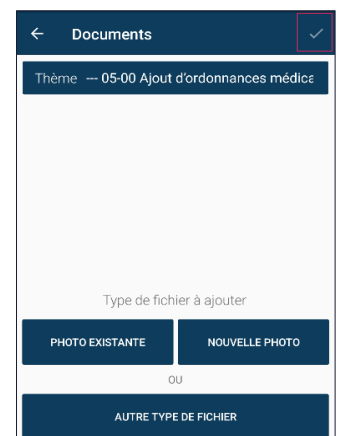 Documents
Thème --- 05-00 Ajout d'ordonnances médica
Type de fichier à ajouter
PHOTO EXISTANTE
NOUVELLE PHOTO
OU
AUTRE TYPE DE FICHIER